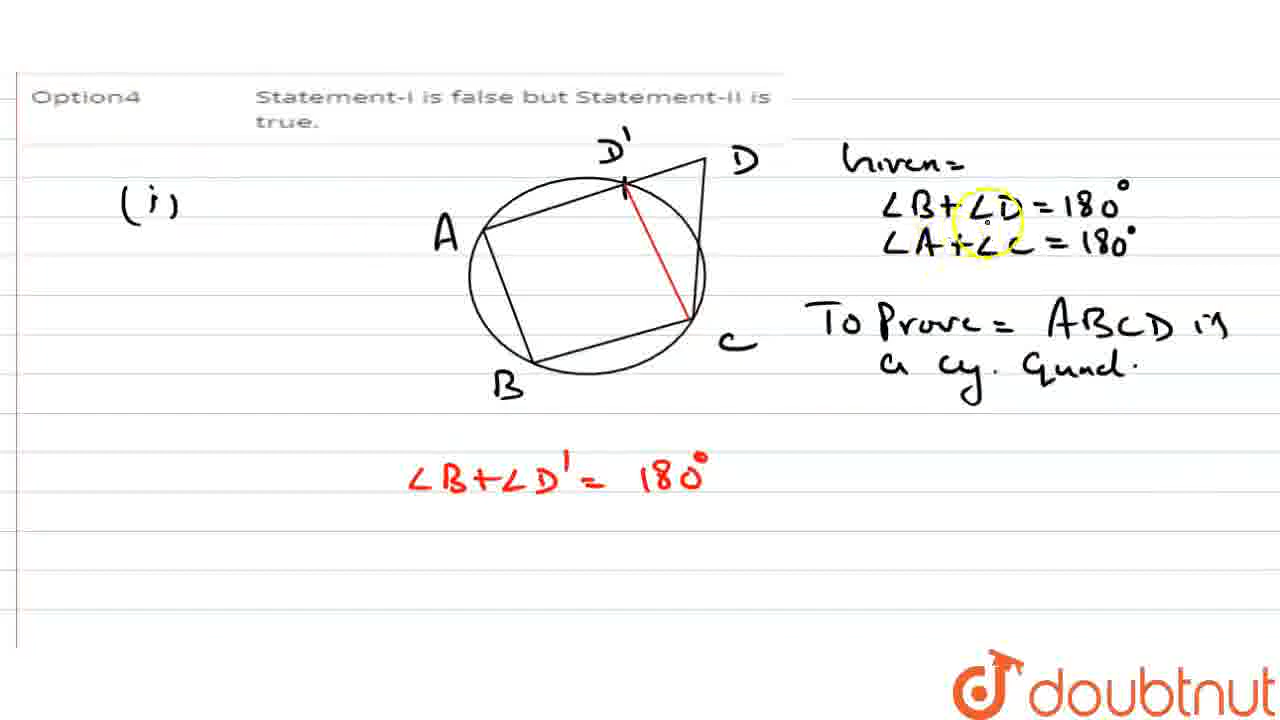 Option4 Statement-I is false but Statement-II is
true.
(i)
D'
D
A
B
C
Given=
∠B+∠D=180°
∠A+∠C=180°
To Prove= ABCD is
a cy. Quad.
∠B+∠D'= 180°
doubtnut